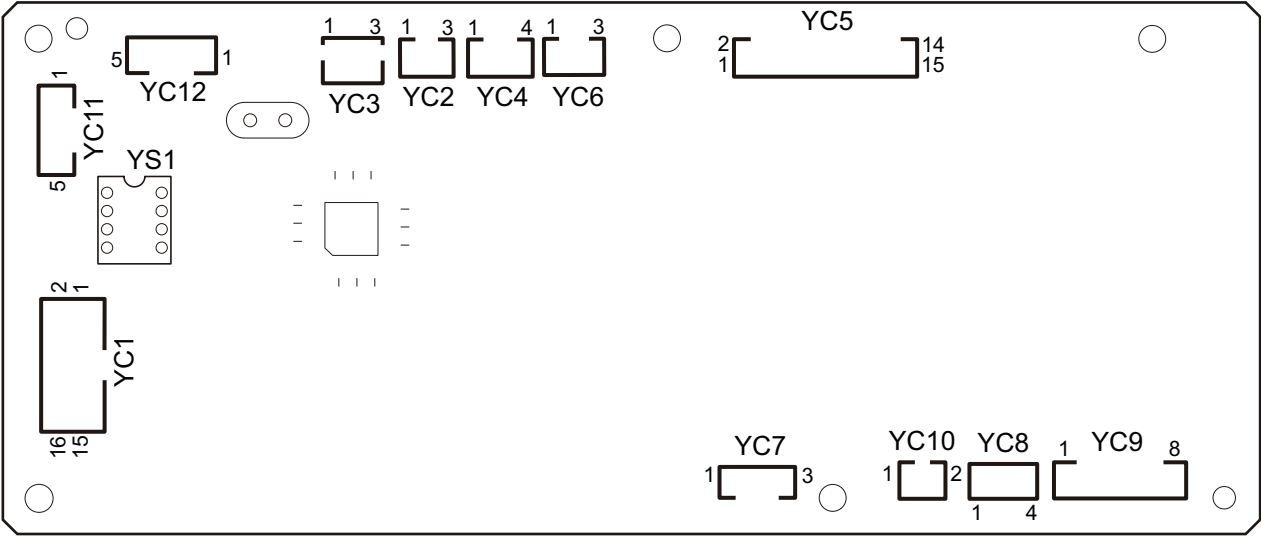 1 3 1 3 1 4 1 3 YC5
5 1 2 14
1 15
YC12 YC3 YC2 YC4 YC6
1
YC11
5
YS1
2 1
YC1
16 15
YC7 YC10 YC8 YC9
1 3 1 2 1 8
1 4